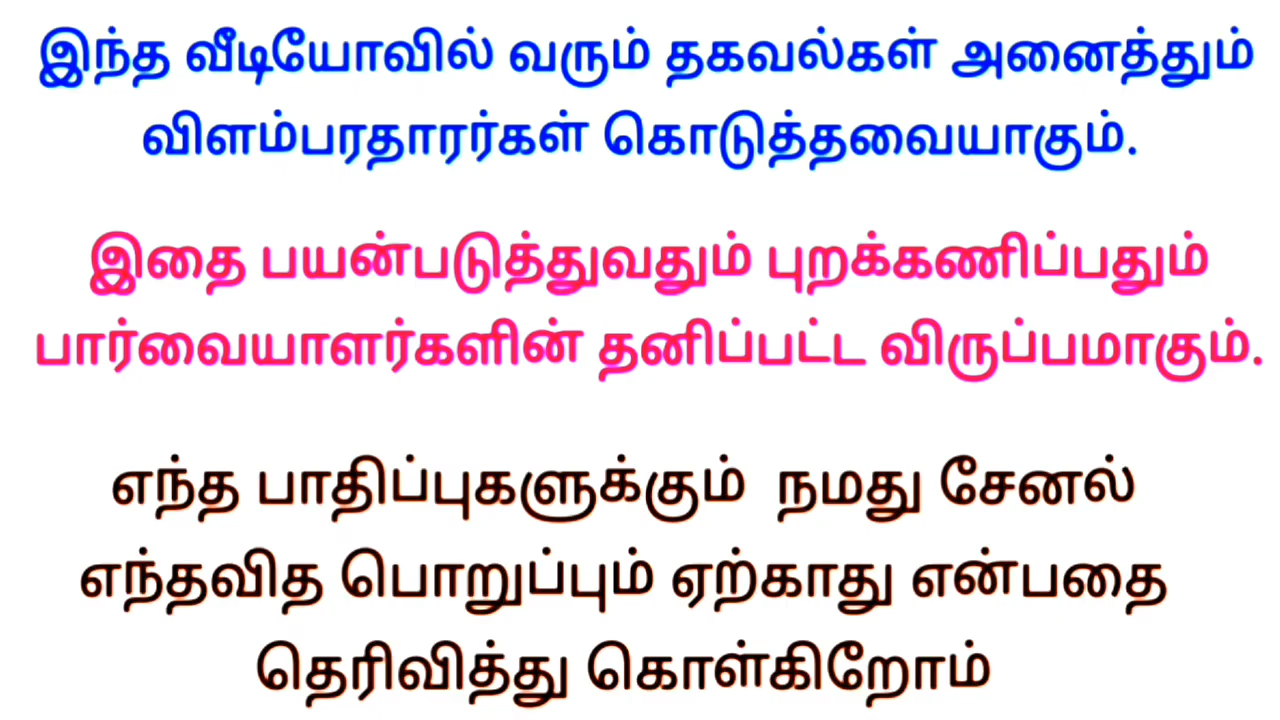 இந்த வீடியோவில் வரும் தகவல்கள் அனைத்தும்
விளம்பரதாரர்கள் கொடுத்தவையாகும்.
இதை பயன்படுத்துவதும் புறக்கணிப்பதும்
பார்வையாளர்களின் தனிப்பட்ட விருப்பமாகும்.
எந்த பாதிப்புகளுக்கும் நமது சேனல்
எந்தவித பொறுப்பும் ஏற்காது என்பதை
தெரிவித்து கொள்கிறோம்